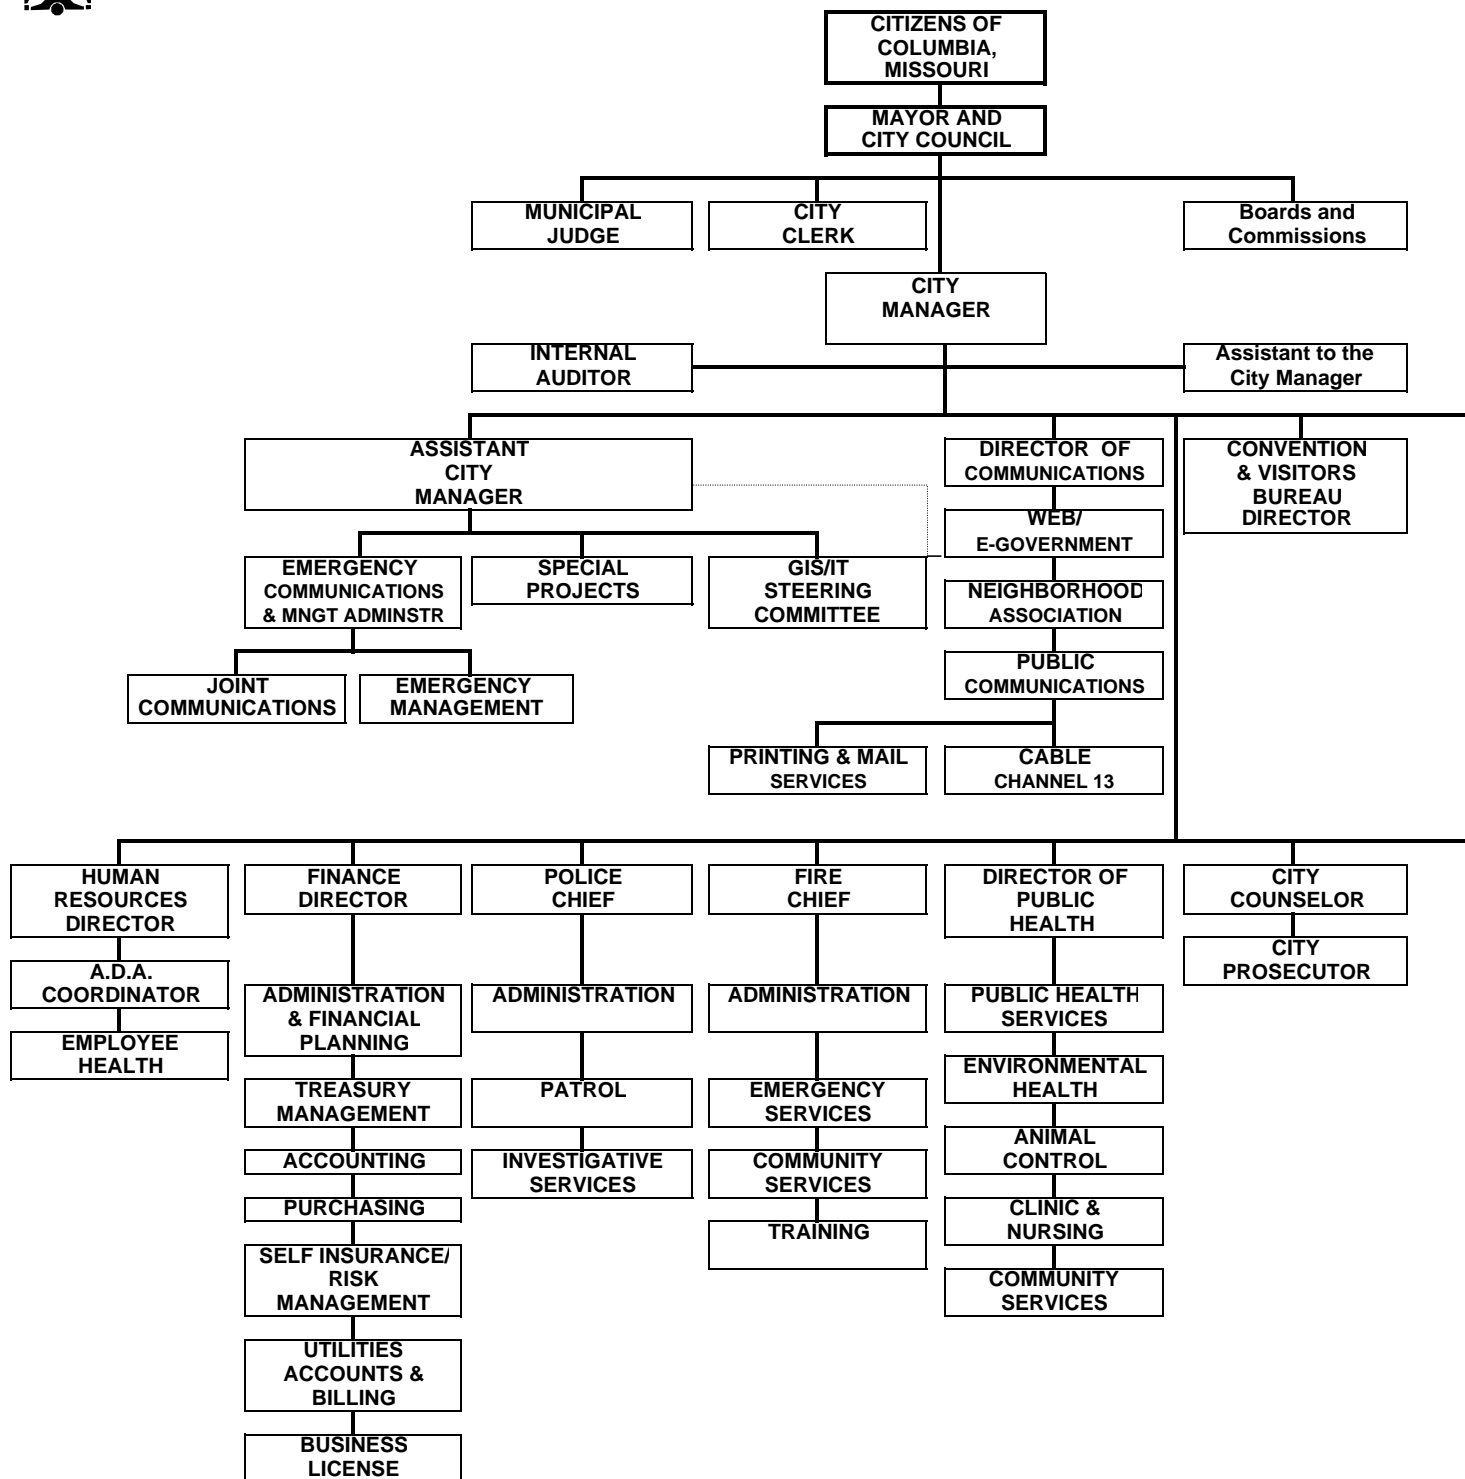 CITIZENS OF
COLUMBIA,
MISSOURI
MAYOR AND
CITY COUNCIL
MUNICIPAL
JUDGE
CITY
CLERK
Boards and
Commissions
CITY
MANAGER
INTERNAL
AUDITOR
Assistant to the
City Manager
ASSISTANT
CITY
MANAGER
DIRECTOR OF
COMMUNICATIONS
CONVENTION
& VISITORS
BUREAU
DIRECTOR
WEB/
E-GOVERNMENT
EMERGENCY
COMMUNICATIONS
& MNGT ADMINSTR
SPECIAL
PROJECTS
GIS/IT
STEERING
COMMITTEE
NEIGHBORHOOD
ASSOCIATION
PUBLIC
COMMUNICATIONS
JOINT
COMMUNICATIONS
EMERGENCY
MANAGEMENT
PRINTING & MAIL
SERVICES
CABLE
CHANNEL 13
HUMAN
RESOURCES
DIRECTOR
FINANCE
DIRECTOR
POLICE
CHIEF
FIRE
CHIEF
DIRECTOR OF
PUBLIC
HEALTH
CITY
COUNSELOR
A.D.A.
COORDINATOR
CITY
PROSECUTOR
EMPLOYEE
HEALTH
ADMINISTRATION
& FINANCIAL
PLANNING
ADMINISTRATION
ADMINISTRATION
PUBLIC HEALTH
SERVICES
ENVIRONMENTAL
HEALTH
TREASURY
MANAGEMENT
PATROL
EMERGENCY
SERVICES
ANIMAL
CONTROL
ACCOUNTING
INVESTIGATIVE
SERVICES
COMMUNITY
SERVICES
PURCHASING
TRAINING
CLINIC &
NURSING
SELF INSURANCE/
RISK
MANAGEMENT
COMMUNITY
SERVICES
UTILITIES
ACCOUNTS &
BILLING
BUSINESS
LICENSE